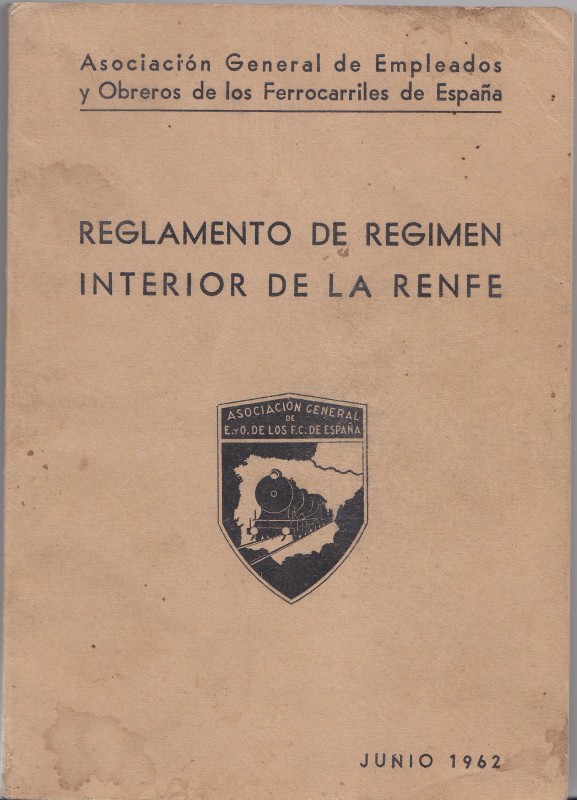 Asociación General de Empleados
y Obreros de los Ferrocarriles de España
REGLAMENTO DE REGIMEN
INTERIOR DE LA RENFE
ASOCIACIÓN GENERAL
DE
E. Y O. DE LOS F.C. DE ESPAÑA
JUNIO 1962